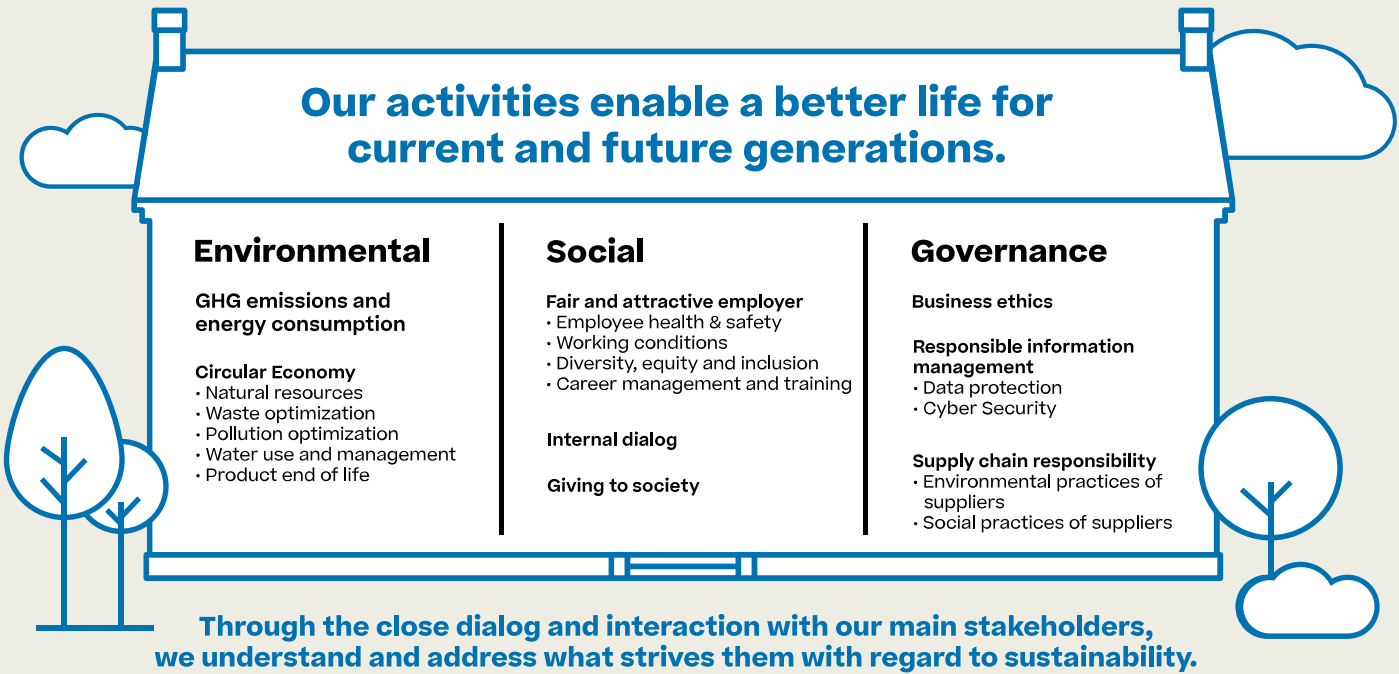 Our activities enable a better life for
current and future generations.
Environmental
GHG emissions and
energy consumption
Circular Economy
· Natural resources
· Waste optimization
· Pollution optimization
· Water use and management
· Product end of life
Social
Fair and attractive employer
· Employee health & safety
· Working conditions
· Diversity, equity and inclusion
· Career management and training
Internal dialog
Giving to society
Governance
Business ethics
Responsible information
management
· Data protection
· Cyber Security
Supply chain responsibility
· Environmental practices of
suppliers
· Social practices of suppliers
Through the close dialog and interaction with our main stakeholders,
we understand and address what strives them with regard to sustainability.